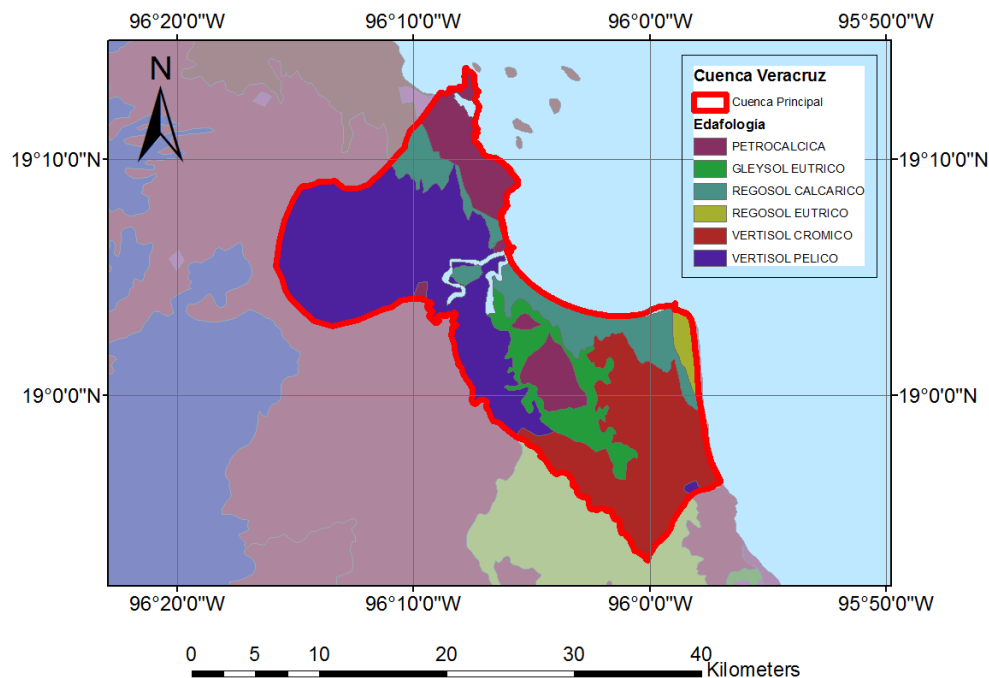 96°20'0"W 96°10'0"W 96°0'0"W 95°50'0"W
N
Cuenca Veracruz
Cuenca Principal
Edafología
PETROCALCICA
GLEYSOL EUTRICO
REGOSOL CALCARICO
REGOSOL EUTRICO
VERTISOL CROMICO
VERTISOL PELICO
19°10'0"N 19°10'0"N
19°0'0"N 19°0'0"N
96°20'0"W 96°10'0"W 96°0'0"W 95°50'0"W
0 5 10 20 30 40
Kilometers